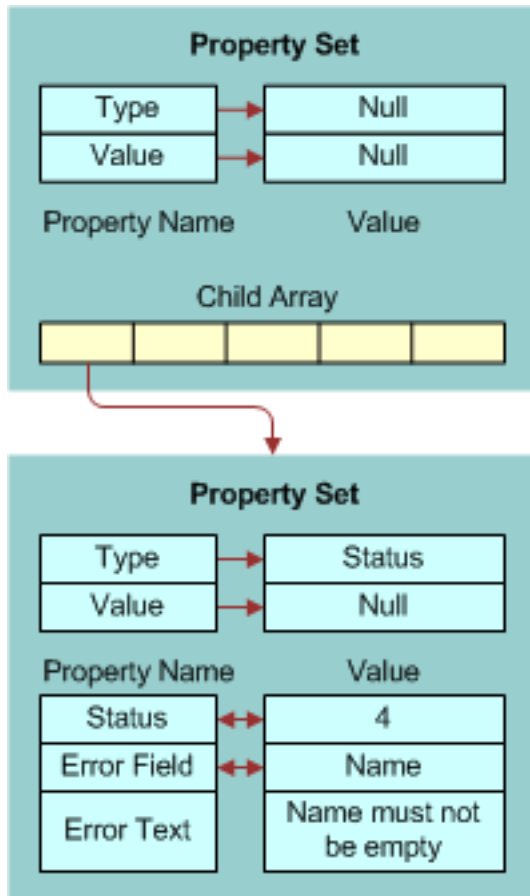 Property Set
Type Null
Value Null
Property Name Value
Child Array
Property Set
Type Status
Value Null
Property Name Value
Status 4
Error Field Name
Error Text Name must not
be empty